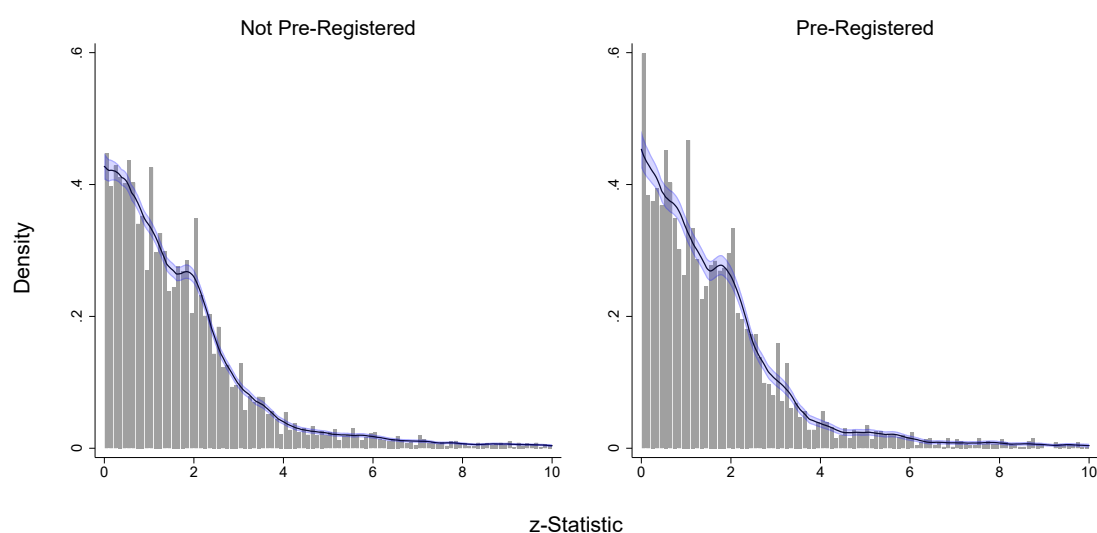 Not Pre-Registered
Pre-Registered
Density
.6
.4
.2
0
0 2 4 6 8 10
.6
.4
.2
0
0 2 4 6 8 10
z-Statistic